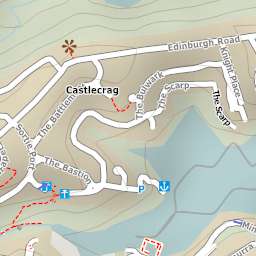 Edinburgh Road
Knight Place
Castlecrag
The Bulwark
The Scarp
The Scarp
The Battlement
Sortie Port
The Bastion
P